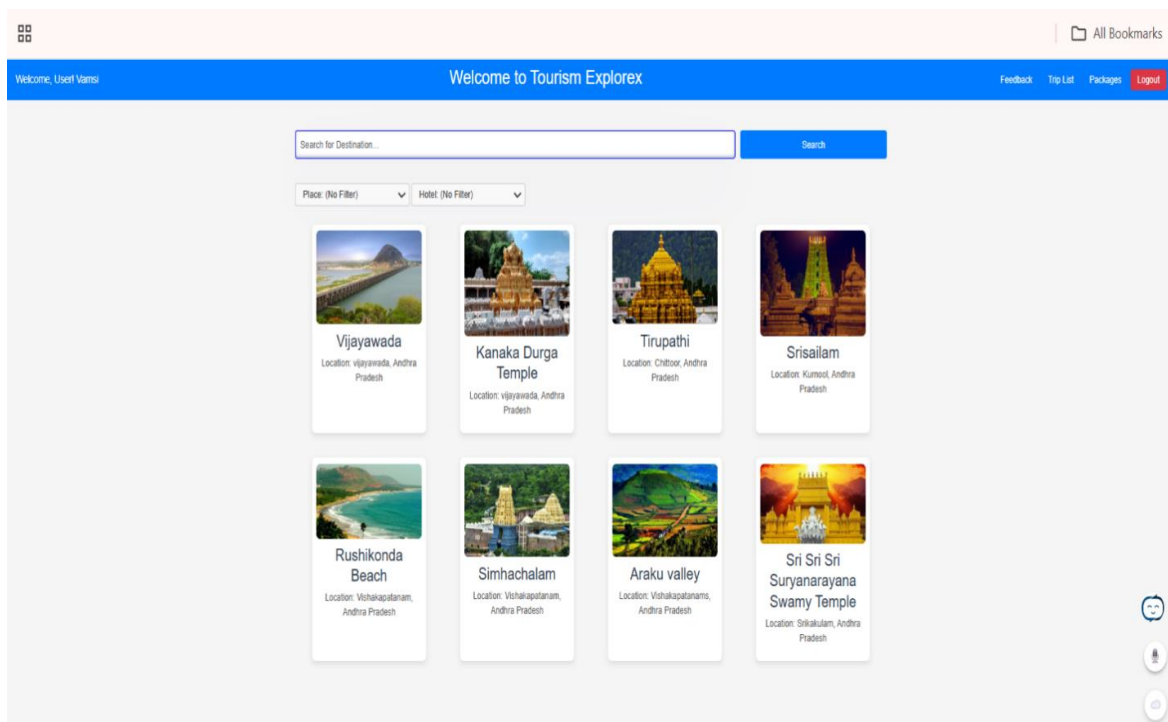 All Bookmarks
Welcome, User! Vamsi
Welcome to Tourism Explorex
Feedback
Trip List
Packages
Logout
Search for Destination...
Search
Place: (No Filter)
Hotel: (No Filter)
Vijayawada
Location: vijayawada, Andhra
Pradesh
Kanaka Durga
Temple
Location: vijayawada, Andhra
Pradesh
Tirupathi
Location: Chittoor, Andhra
Pradesh
Srisailam
Location: Kurnool, Andhra
Pradesh
Rushikonda
Beach
Location: Vishakapatanam,
Andhra Pradesh
Simhachalam
Location: Vishakapatanam,
Andhra Pradesh
Araku valley
Location: Vishakapatanams,
Andhra Pradesh
Sri Sri Sri
Suryanarayana
Swamy Temple
Location: Srikakulam, Andhra
Pradesh